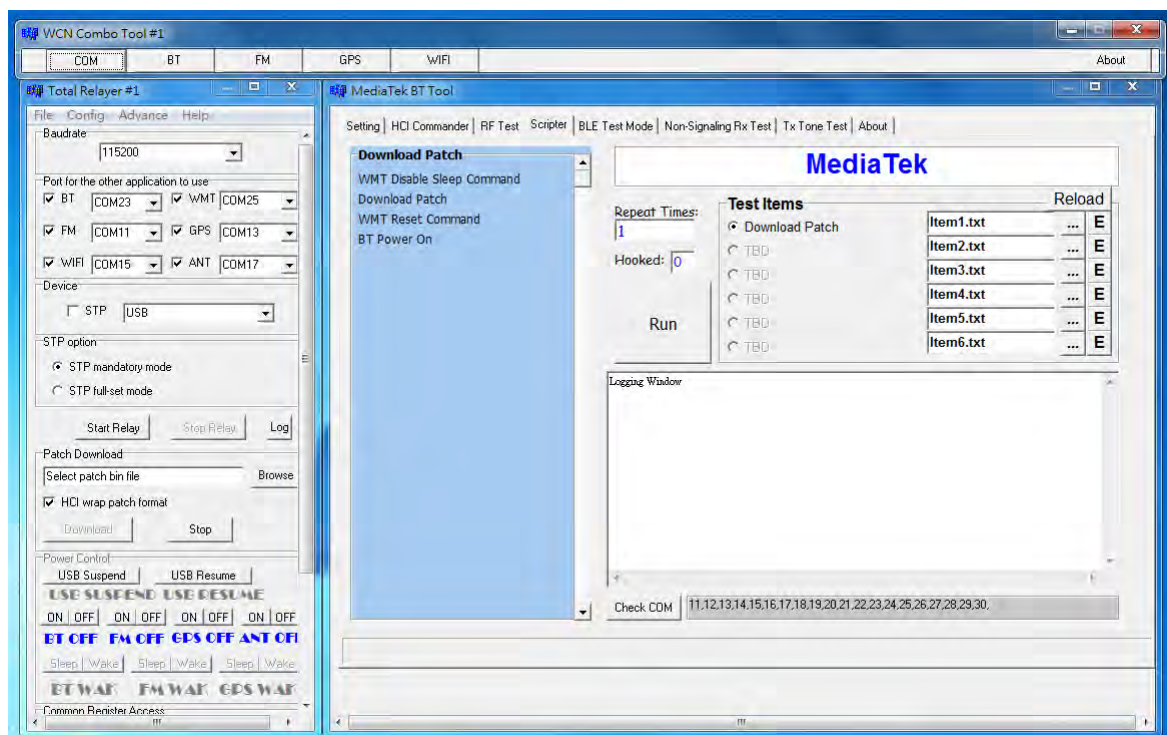 WCN Combo Tool #1
COM BT FM GPS WIFI About
Total Relayer #1
File Config Advance Help
Baudrate
115200
Port for the other application to use
BT COM23 WMT COM25
FM COM11 GPS COM13
WIFI COM15 ANT COM17
Device
STP USB
STP option
STP mandatory mode
STP full-set mode
Start Relay Stop Relay Log
Patch Download
Select patch bin file Browse
HCI wrap patch format
Download Stop
Power Control
USB Suspend USB Resume
USB SUSPEND USB RESUME
ON OFF ON OFF ON OFF ON OFF
BT OFF FM OFF GPS OFF ANT OFF
Sleep Wake Sleep Wake Sleep Wake
BT WAK FM WAK GPS WAK
Common Register Access
MediaTek BT Tool
Setting HCI Commander RF Test Scripter BLE Test Mode Non-Signaling Rx Test Tx Tone Test About
Download Patch
WMT Disable Sleep Command
Download Patch
WMT Reset Command
BT Power On
MediaTek
Repeat Times:
1
Hooked: 0
Run
Test Items Reload
Download Patch Item1.txt ... E
TBD Item2.txt ... E
TBD Item3.txt ... E
TBD Item4.txt ... E
TBD Item5.txt ... E
TBD Item6.txt ... E
Logging Window
Check COM 11,12,13,14,15,16,17,18,19,20,21,22,23,24,25,26,27,28,29,30,